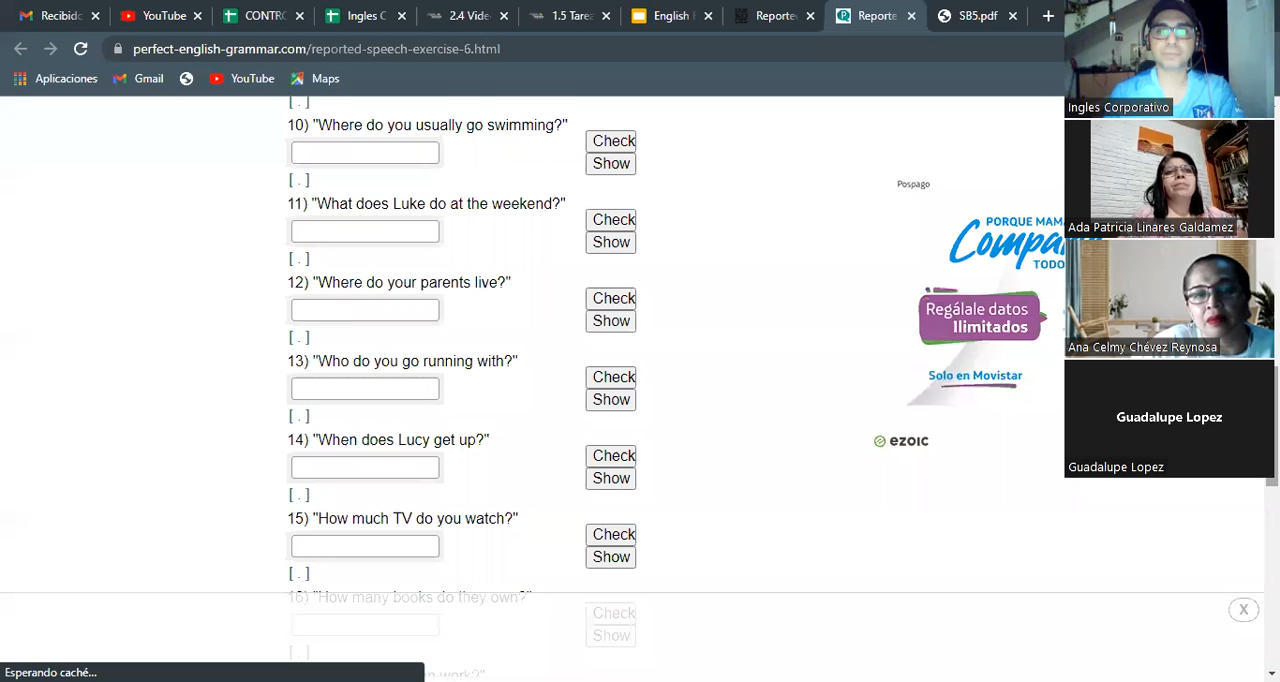 Recibido
YouTube
CONTRO
Ingles C
2.4 Vide
1.5 Tarea
English
Reporte
Reporte
SB5.pdf
perfect-english-grammar.com/reported-speech-exercise-6.html
Aplicaciones
Gmail
YouTube
Maps
[ . ]
10) "Where do you usually go swimming?"
Check
Show
[ . ]
11) "What does Luke do at the weekend?"
Check
Show
[ . ]
12) "Where do your parents live?"
Check
Show
[ . ]
13) "Who do you go running with?"
Check
Show
[ . ]
14) "When does Lucy get up?"
Check
Show
[ . ]
15) "How much TV do you watch?"
Check
Show
[ . ]
16) "How many books do they own?"
Check
Show
[ ]
work?"
Esperando caché...
Pospago
PORQUE MAM
Compa
TODO
Regálale datos
Ilimitados
Solo en Movistar
ezoic
X
Ingles Corporativo
Ada Patricia Linares Galdamez
Ana Celmy Chévez Reynosa
Guadalupe Lopez
Guadalupe Lopez